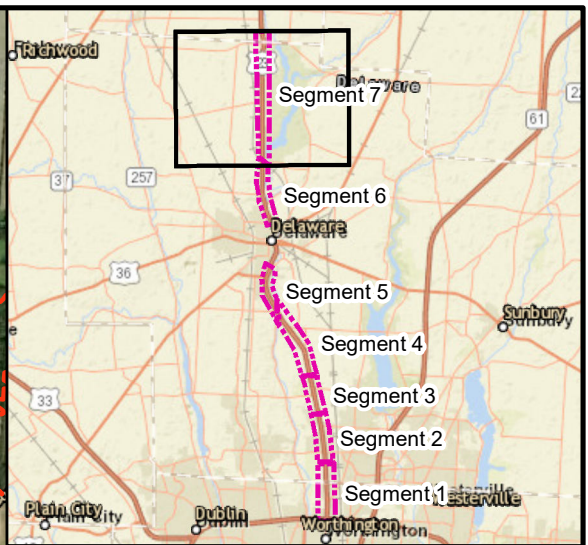 Richwood
23
Delaware
Segment 7
61
37
257
Segment 6
Delaware
36
Segment 5
Sunbury
Segment 4
33
Segment 3
Segment 2
Segment 1
Westerville
Plain City
Dublin
Worthington